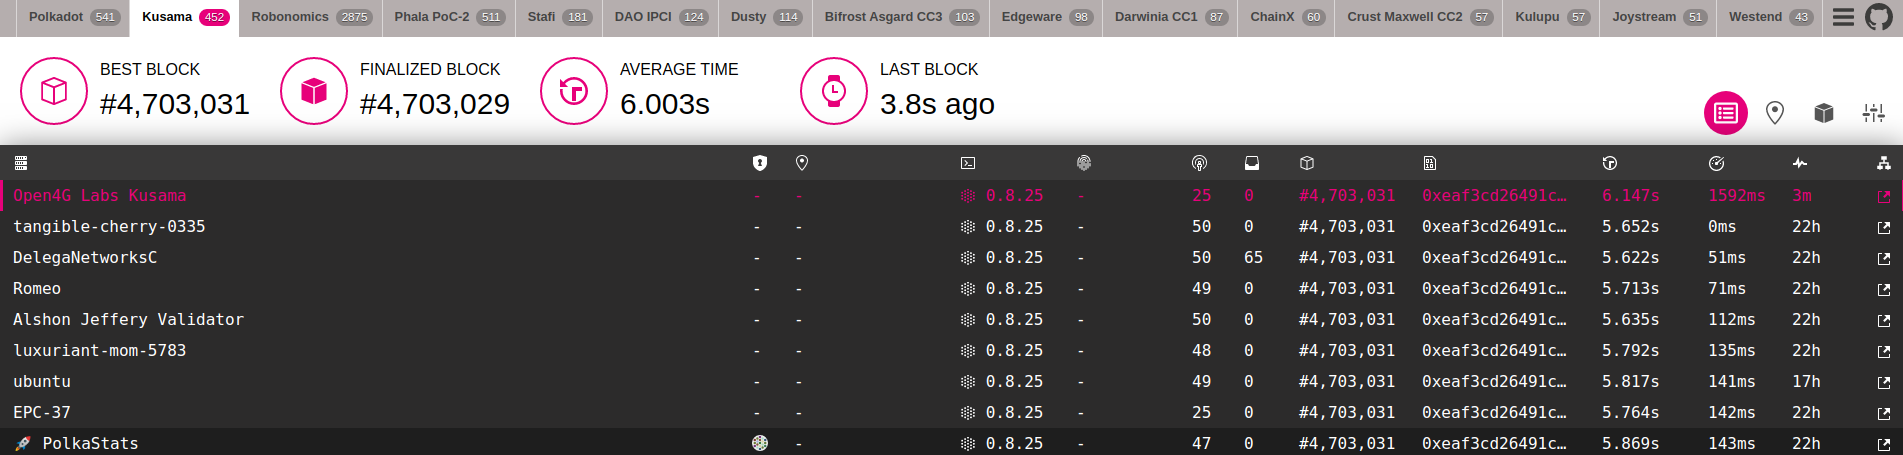 Polkadot 541 Kusama 452 Robonomics 2875 Phala PoC-2 511 Stafi 181 DAO IPCI 124 Dusty 114 Bifrost Asgard CC3 103 Edgeware 98 Darwinia CC1 87 ChainX 60 Crust Maxwell CC2 57 Kulupu 57 Joystream 51 Westend 43
BEST BLOCK FINALIZED BLOCK AVERAGE TIME LAST BLOCK
#4,703,031 #4,703,029 6.003s 3.8s ago
Open4G Labs Kusama - - 0.8.25 - 25 0 #4,703,031 0xeaf3cd26491c… 6.147s 1592ms 3m
tangible-cherry-0335 - - 0.8.25 - 50 0 #4,703,031 0xeaf3cd26491c… 5.652s 0ms 22h
DelegaNetworksC - - 0.8.25 - 50 65 #4,703,031 0xeaf3cd26491c… 5.622s 51ms 22h
Romeo - - 0.8.25 - 49 0 #4,703,031 0xeaf3cd26491c… 5.713s 71ms 22h
Alshon Jeffery Validator - - 0.8.25 - 50 0 #4,703,031 0xeaf3cd26491c… 5.635s 112ms 22h
luxuriant-mom-5783 - - 0.8.25 - 48 0 #4,703,031 0xeaf3cd26491c… 5.792s 135ms 22h
ubuntu - - 0.8.25 - 49 0 #4,703,031 0xeaf3cd26491c… 5.817s 141ms 17h
EPC-37 - - 0.8.25 - 25 0 #4,703,031 0xeaf3cd26491c… 5.764s 142ms 22h
🚀 PolkaStats - 0.8.25 - 47 0 #4,703,031 0xeaf3cd26491c… 5.869s 143ms 22h